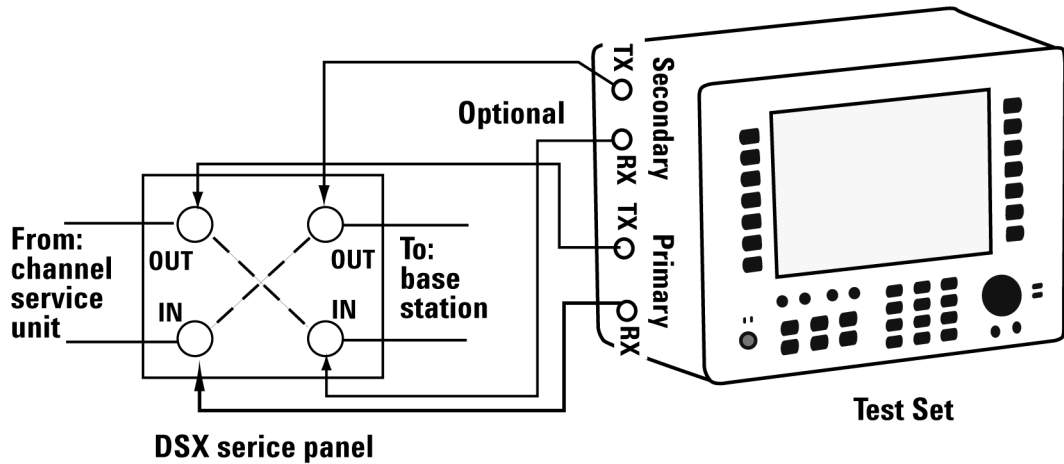 TX
Secondary
Optional
RX
TX
Primary
RX
From:
channel
service
unit
OUT
OUT
IN
IN
To:
base
station
Test Set
DSX serice panel